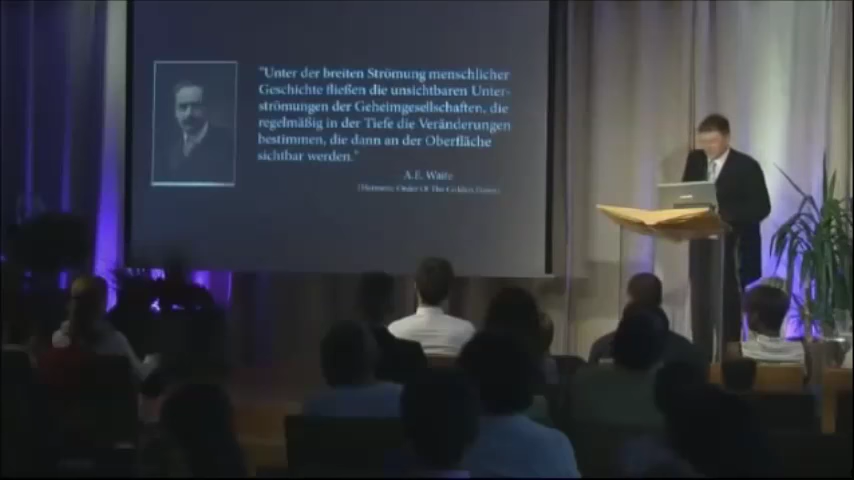 "Unter der breiten Strömung menschlicher
Geschichte fließen die unsichtbaren Unter-
strömungen der Geheimgesellschaften, die
regelmäßig in der Tiefe die Veränderungen
bestimmen, die dann an der Oberfläche
sichtbar werden."
A.E. Waite
(Hermetic Order Of The Golden Dawn)